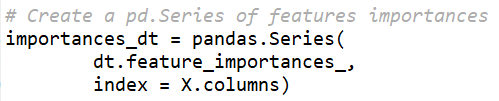 # Create a pd.Series of features importances
importances_dt = pandas.Series(
        dt.feature_importances_,
        index = X.columns)